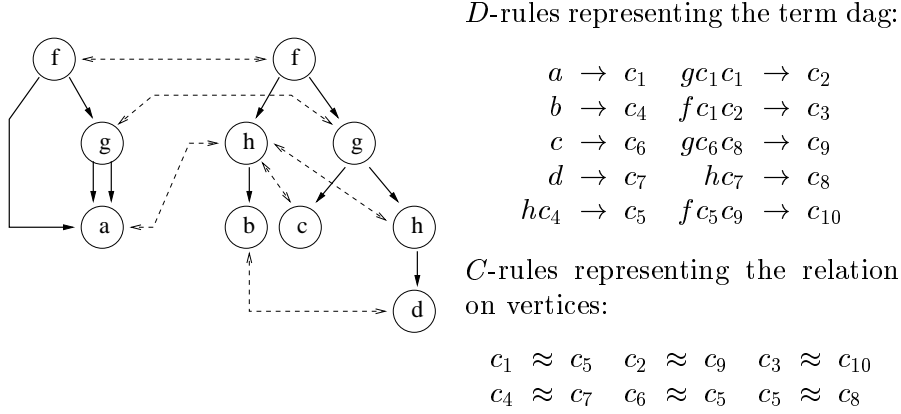 D-rules representing the term dag:
f f
g h g
a b c h
d
a → c₁ gc₁c₁ → c₂
b → c₄ fc₁c₂ → c₃
c → c₆ gc₆c₈ → c₉
d → c₇ hc₇ → c₈
hc₄ → c₅ fc₅c₉ → c₁₀
C-rules representing the relation
on vertices:
c₁ ≈ c₅ c₂ ≈ c₉ c₃ ≈ c₁₀
c₄ ≈ c₇ c₆ ≈ c₅ c₅ ≈ c₈